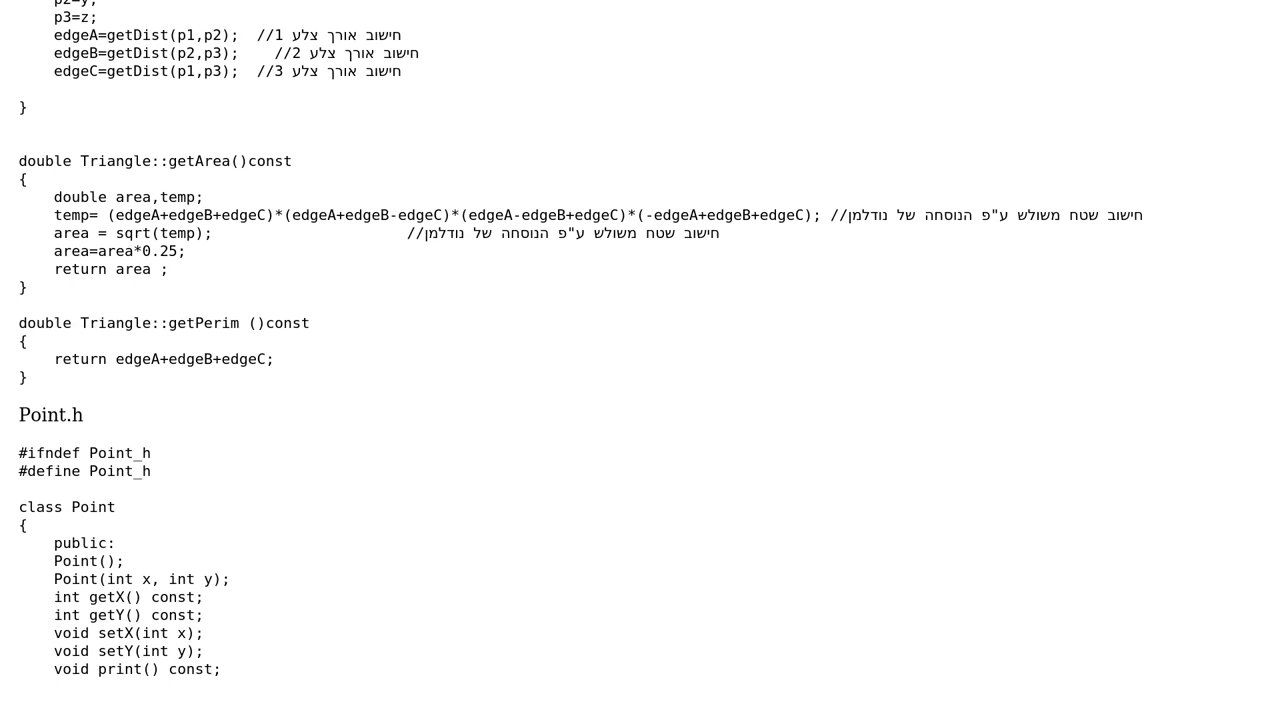 p2=y;
p3=z;
edgeA=getDist(p1,p2);  //1 חישוב אורך צלע
edgeB=getDist(p2,p3);    //2 חישוב אורך צלע
edgeC=getDist(p1,p3);  //3 חישוב אורך צלע
}
double Triangle::getArea()const
{
double area,temp;
temp= (edgeA+edgeB+edgeC)*(edgeA+edgeB-edgeC)*(edgeA-edgeB+edgeC)*(-edgeA+edgeB+edgeC); //חישוב שטח משולש ע"פ הנוסחה של נודלמן
area = sqrt(temp);                      //חישוב שטח משולש ע"פ הנוסחה של נודלמן
area=area*0.25;
return area ;
}
double Triangle::getPerim ()const
{
return edgeA+edgeB+edgeC;
}
Point.h
#ifndef Point_h
#define Point_h
class Point
{
public:
Point();
Point(int x, int y);
int getX() const;
int getY() const;
void setX(int x);
void setY(int y);
void print() const;